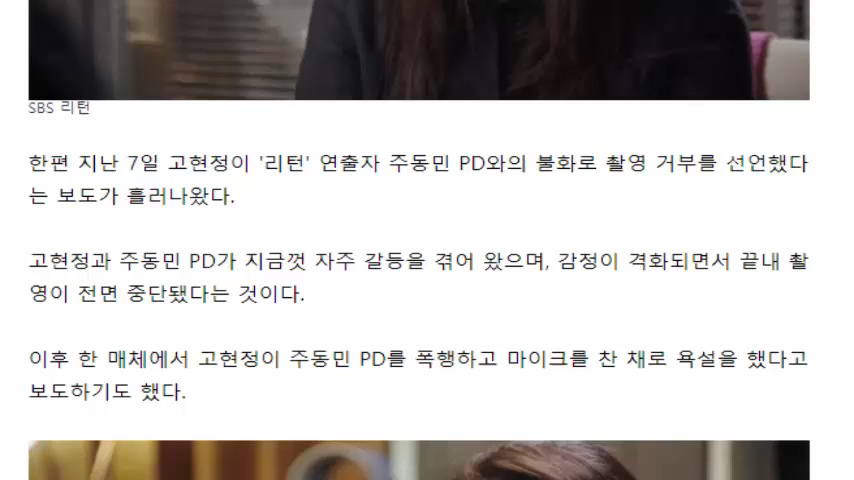 SBS 리턴
한편 지난 7일 고현정이 '리턴' 연출자 주동민 PD와의 불화로 촬영 거부를 선언했다
는 보도가 흘러나왔다.
고현정과 주동민 PD가 지금껏 자주 갈등을 겪어 왔으며, 감정이 격화되면서 끝내 촬
영이 전면 중단됐다는 것이다.
이후 한 매체에서 고현정이 주동민 PD를 폭행하고 마이크를 찬 채로 욕설을 했다고
보도하기도 했다.